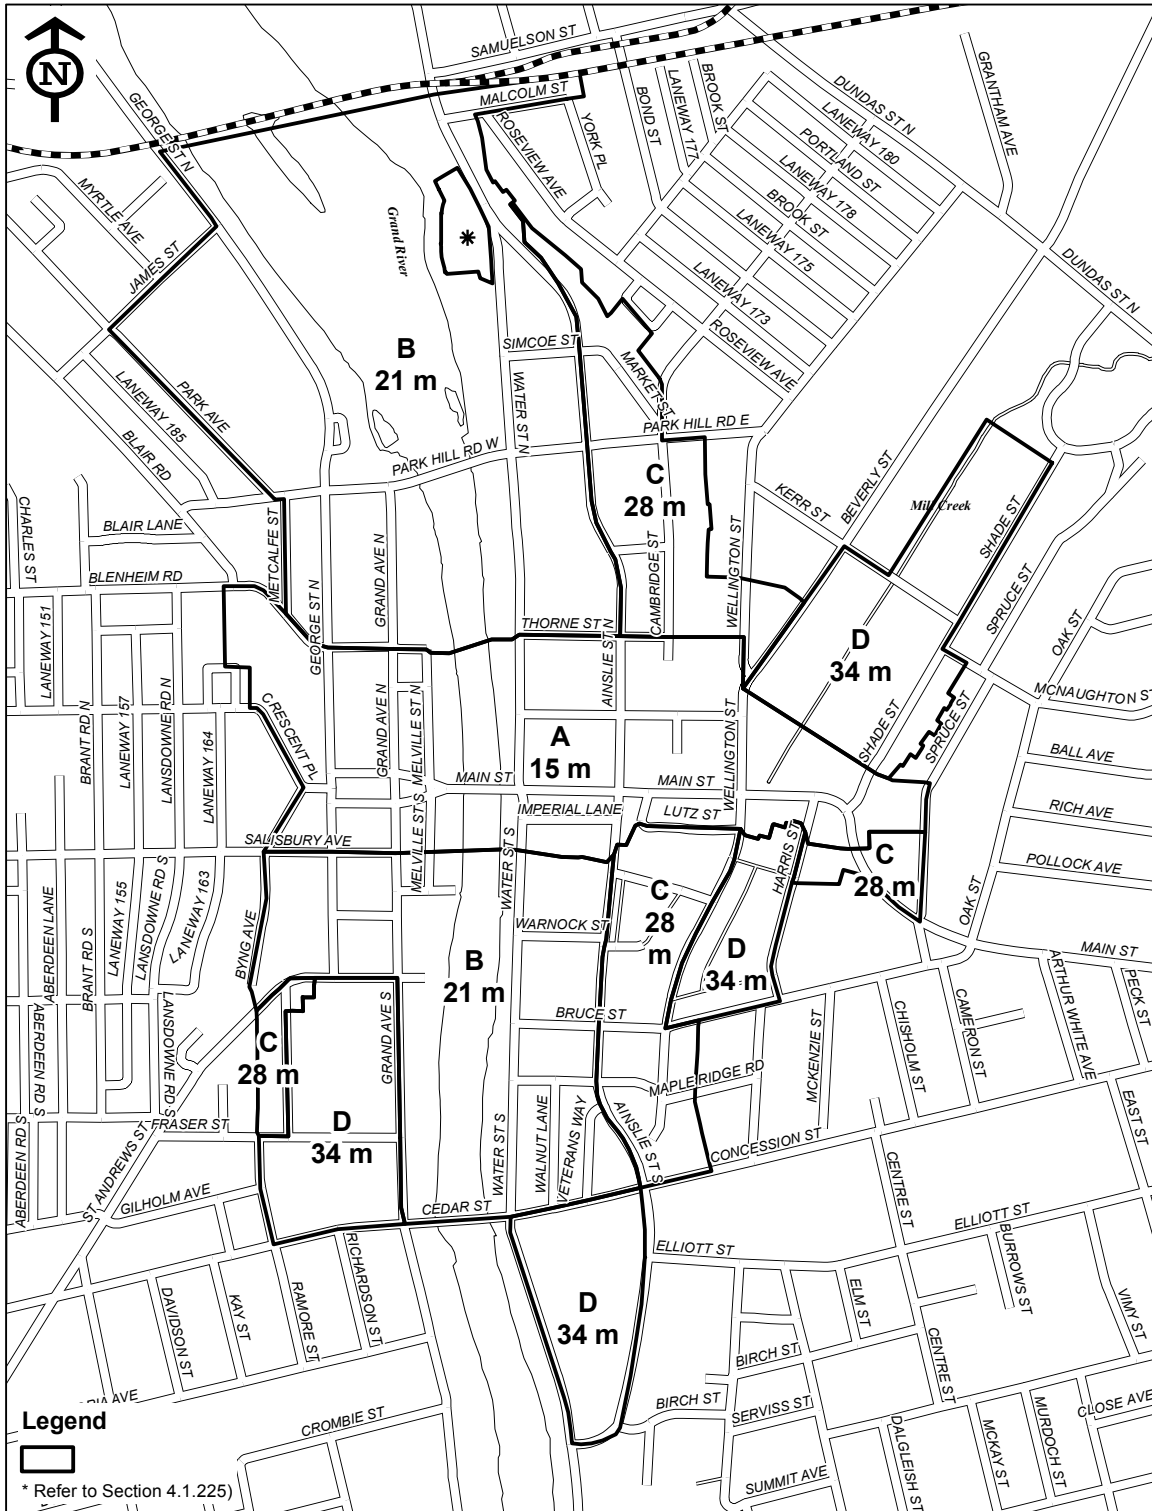 SAMUELSON ST
N
MALCOLM ST
GEORGE ST N
ROSEVIEW AVE
YORK PL
BOND ST
LANEWAY 177
BROOK ST
DUNDAS ST N
GRANTHAM AVE
LANEWAY 180
PORTLAND ST
LANEWAY 178
BROOK ST
LANEWAY 175
LANEWAY 173
ROSEVIEW AVE
DUNDAS ST N
MYRTLE AVE
JAMES ST
Grand River
*
B
21 m
SIMCOE ST
MARKET ST
WATER ST N
PARK AVE
LANEWAY 185
BLAIR RD
PARK HILL RD W
PARK HILL RD E
C
28 m
KERR ST
BEVERLY ST
Mill Creek
SHADE ST
SPRUCE ST
OAK ST
CHARLES ST
BLAIR LANE
BLENHEIM RD
METCALFE ST
GEORGE ST N
GRAND AVE N
CAMBRIDGE ST
WELLINGTON ST
THORNE ST
AINSLIE ST N
D
34 m
LANEWAY 151
BRANT RD N
LANEWAY 157
LANSDOWNE RD N
LANEWAY 164
CRESCENT PL
GRAND AVE N
MELVILLE ST N
A
15 m
WELLINGTON ST
SHADE ST
SPRUCE ST
MCNAUGHTON ST
BALL AVE
RICH AVE
POLLOCK AVE
MAIN ST
MAIN ST
IMPERIAL LANE
LUTZ ST
SALISBURY AVE
MELVILLE ST S
WATER ST S
HARRIS ST
C
28 m
OAK ST
MAIN ST
ABERDEEN LANE
BRANT RD S
LANEWAY 155
LANSDOWNE RD S
LANEWAY 163
BYNG AVE
WARNOCK ST
C
28
m
D
34 m
B
21 m
BRUCE ST
ABERDEEN RD S
LANSDOWNE RD S
C
28 m
GRAND AVE S
MAPLE RIDGE RD
MCKENZIE ST
CHISHOLM ST
CAMERON ST
ARTHUR WHITE AVE
PECK ST
EAST ST
ABERDEEN RD S
FRASER ST
D
34 m
WATER ST S
WALNUT LANE
VETERANS WAY
AINSLIE ST S
CONCESSION ST
CENTRE ST
ST ANDREWS ST
GILHOLM AVE
CEDAR ST
ELLIOTT ST
ELLIOTT ST
BURROWS ST
VIMY ST
RICHARDSON ST
RAMORE ST
KAY ST
DAVIDSON ST
D
34 m
ELM ST
CENTRE ST
BIRCH ST
BIRCH ST
SERVISS ST
DALGLEISH ST
MCKAY ST
MURDOCH ST
CLOSE AVE
SUMMIT AVE
CROMBIE ST
Legend
* Refer to Section 4.1.225)